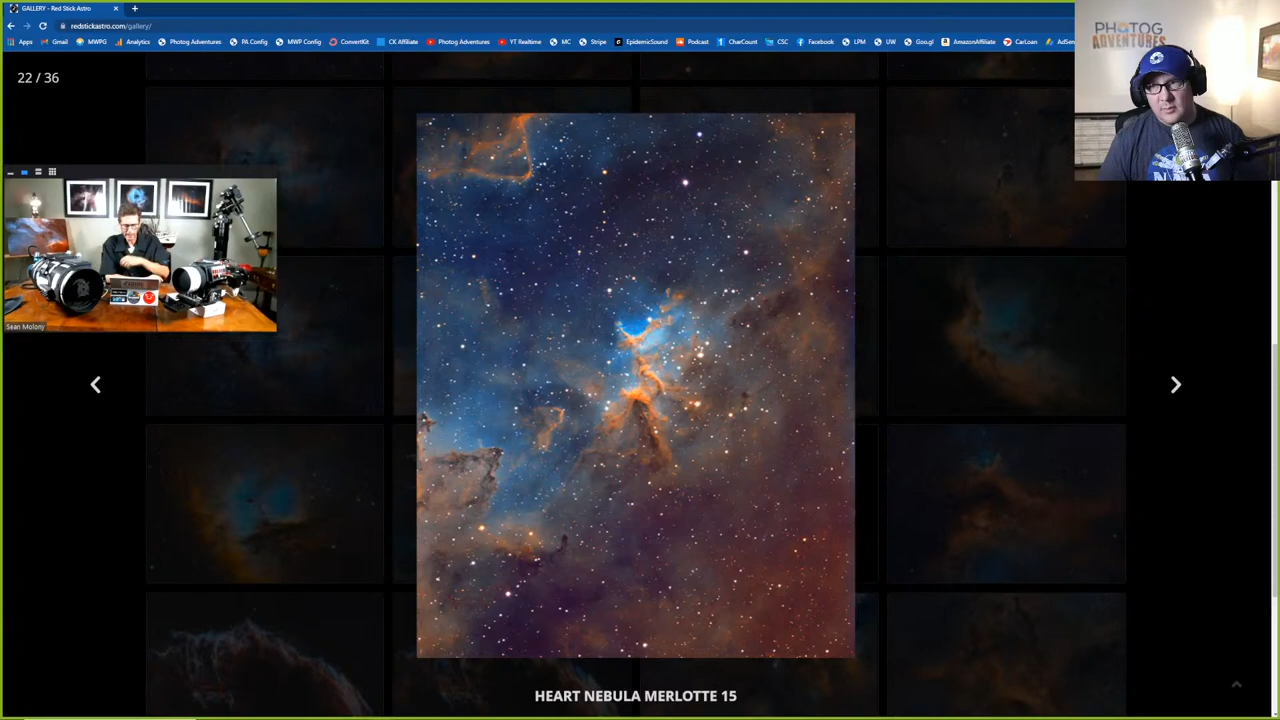 GALLERY - Red Stick Astro
redstickastro.com/gallery/
Apps Gmail MWPG Analytics Photog Adventures PA Config MWP Config ConvertKit CK Affiliate Photog Adventures YT Realtime MC Stripe EpidemicSound Podcast CharCount CSC Facebook LPM UW Goo.gl AmazonAffiliate CarLoan AdSen
PHOTOG
ADVENTURES
22 / 36
Sean Molony
HEART NEBULA MERLOTTE 15